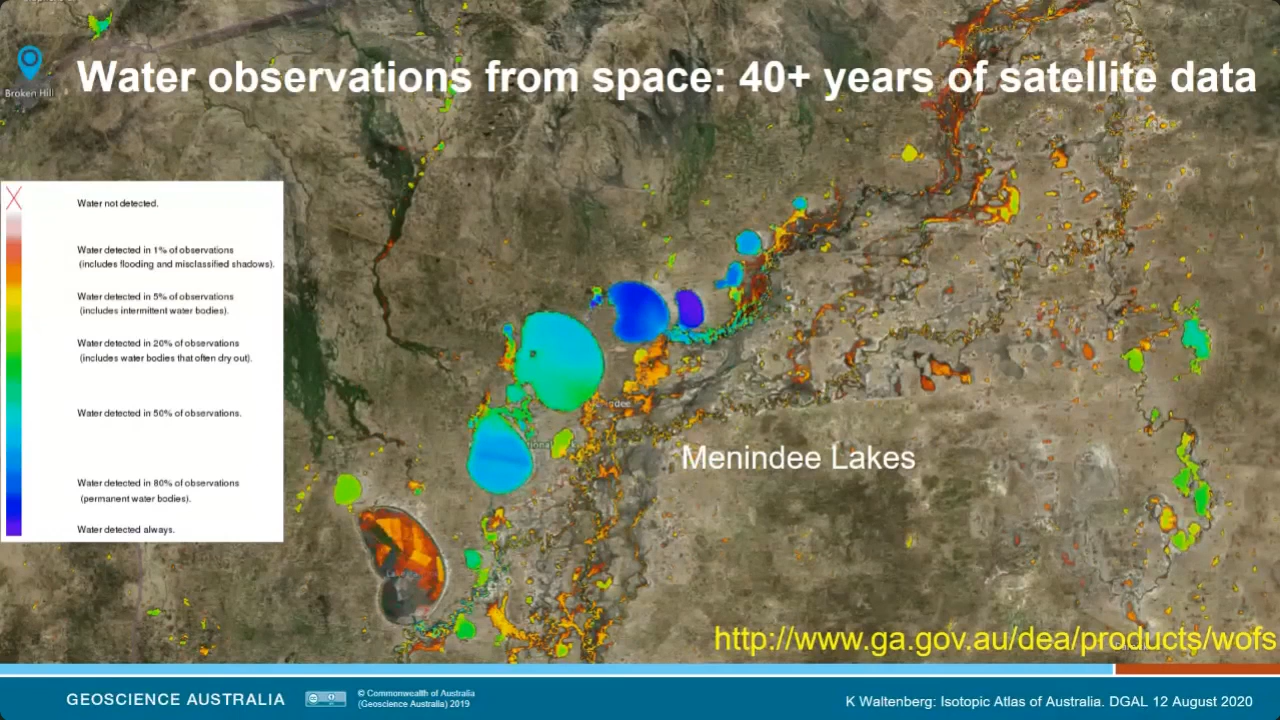 Broken Hill
Water observations from space: 40+ years of satellite data
Water not detected.
Water detected in 1% of observations
(includes flooding and misclassified shadows).
Water detected in 5% of observations
(includes intermittent water bodies).
Water detected in 20% of observations
(includes water bodies that often dry out).
Water detected in 50% of observations.
Water detected in 80% of observations
(permanent water bodies).
Water detected always.
Menindee Lakes
http://www.ga.gov.au/dea/products/wofs
GEOSCIENCE AUSTRALIA
© Commonwealth of Australia
(Geoscience Australia) 2019
K Waltenberg: Isotopic Atlas of Australia. DGAL 12 August 2020